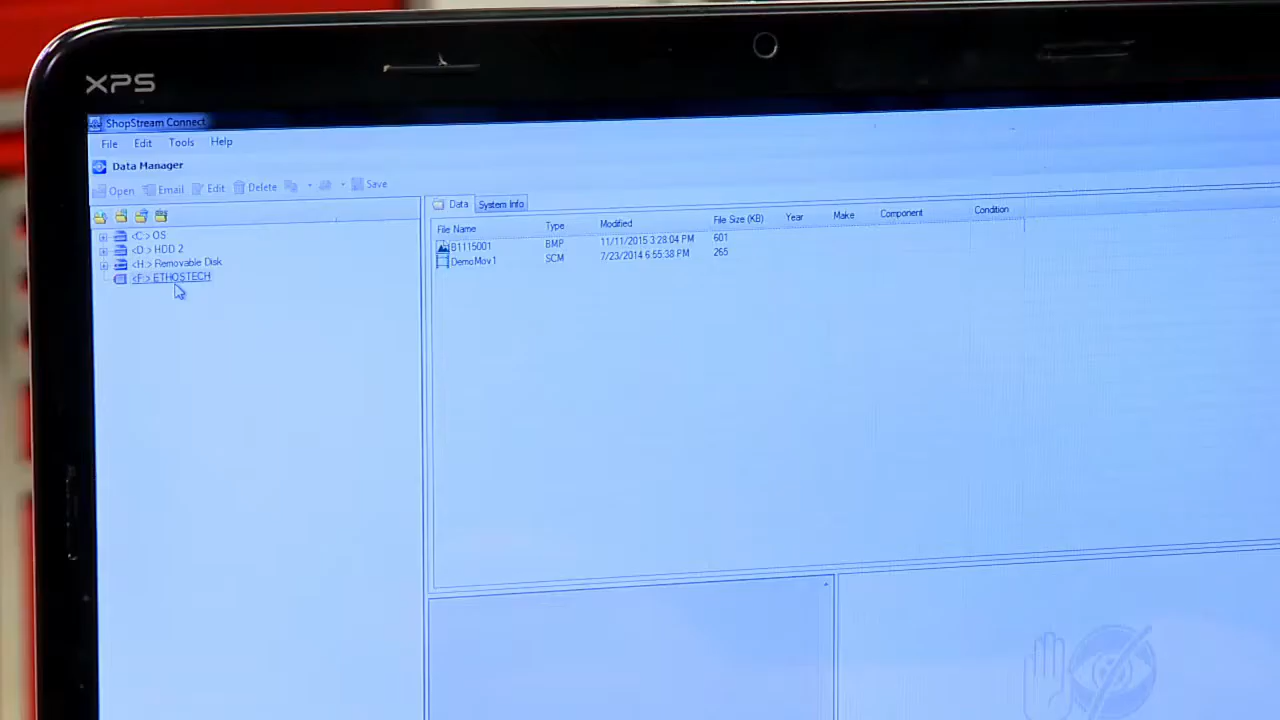 XPS
ShopStream Connect
File Edit Tools Help
Data Manager
Open Email Edit Delete Save
<C:> OS
<D:> HDD 2
<H:> Removable Disk
<F:> ETHOSTECH
Data System Info
File Name Type Modified File Size (KB) Year Make Component Condition
B1115001 BMP 11/11/2015 3:28:04 PM 601
DemoMov1 SCM 7/23/2014 6:55:38 PM 265